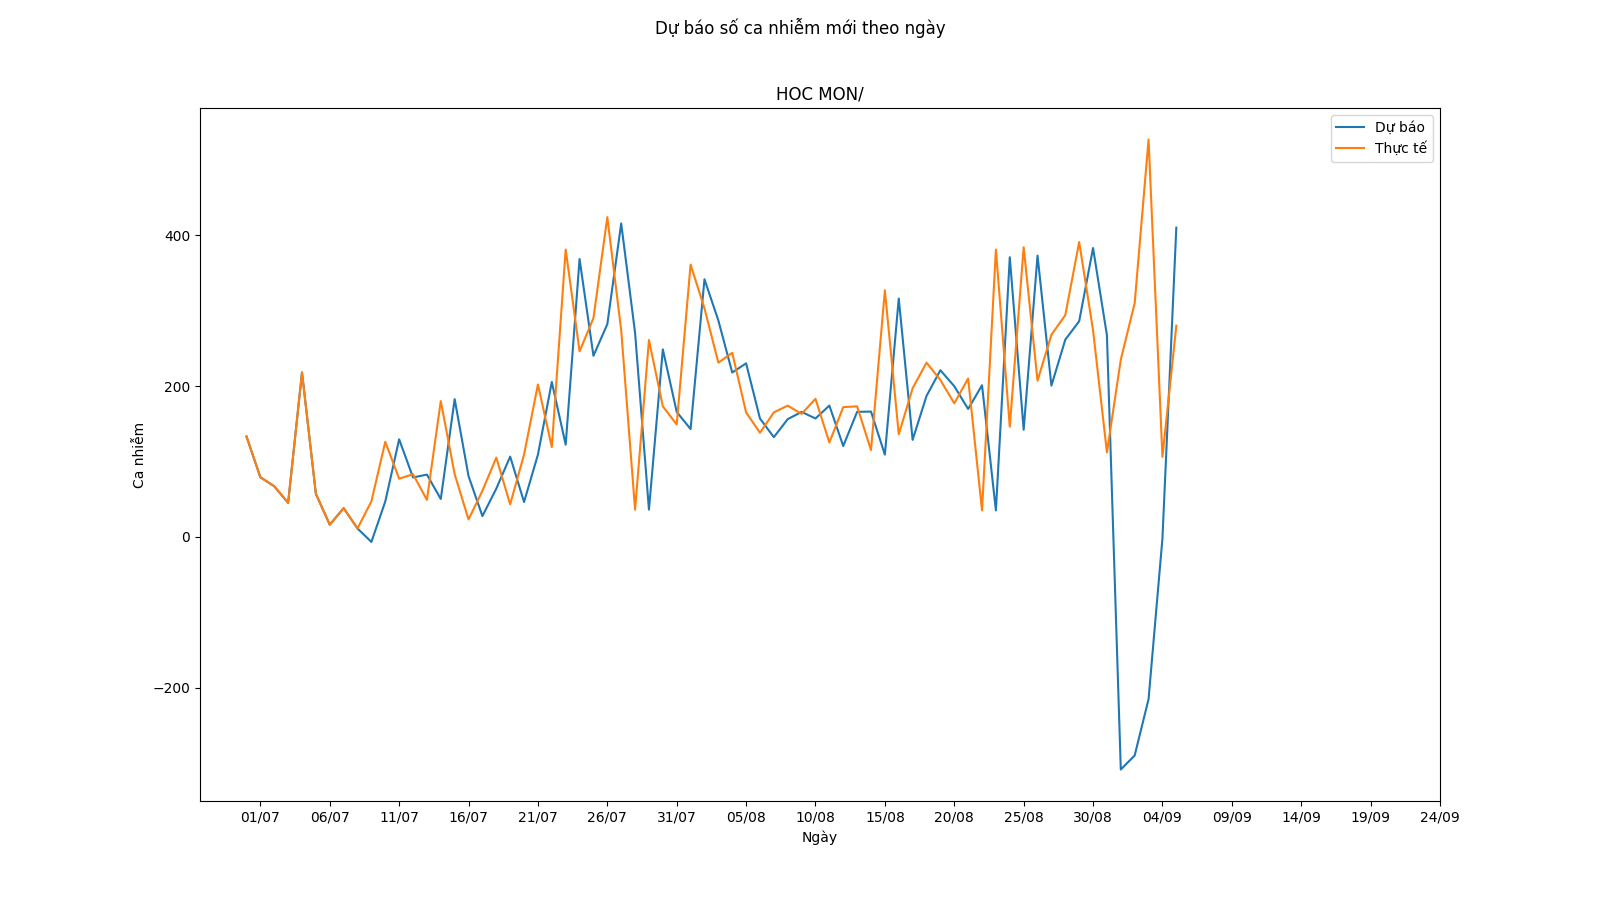 Dự báo số ca nhiễm mới theo ngày
HOC MON/
Dự báo
Thực tế
Ca nhiễm
400
200
0
−200
01/07 06/07 11/07 16/07 21/07 26/07 31/07 05/08 10/08 15/08 20/08 25/08 30/08 04/09 09/09 14/09 19/09 24/09
Ngày